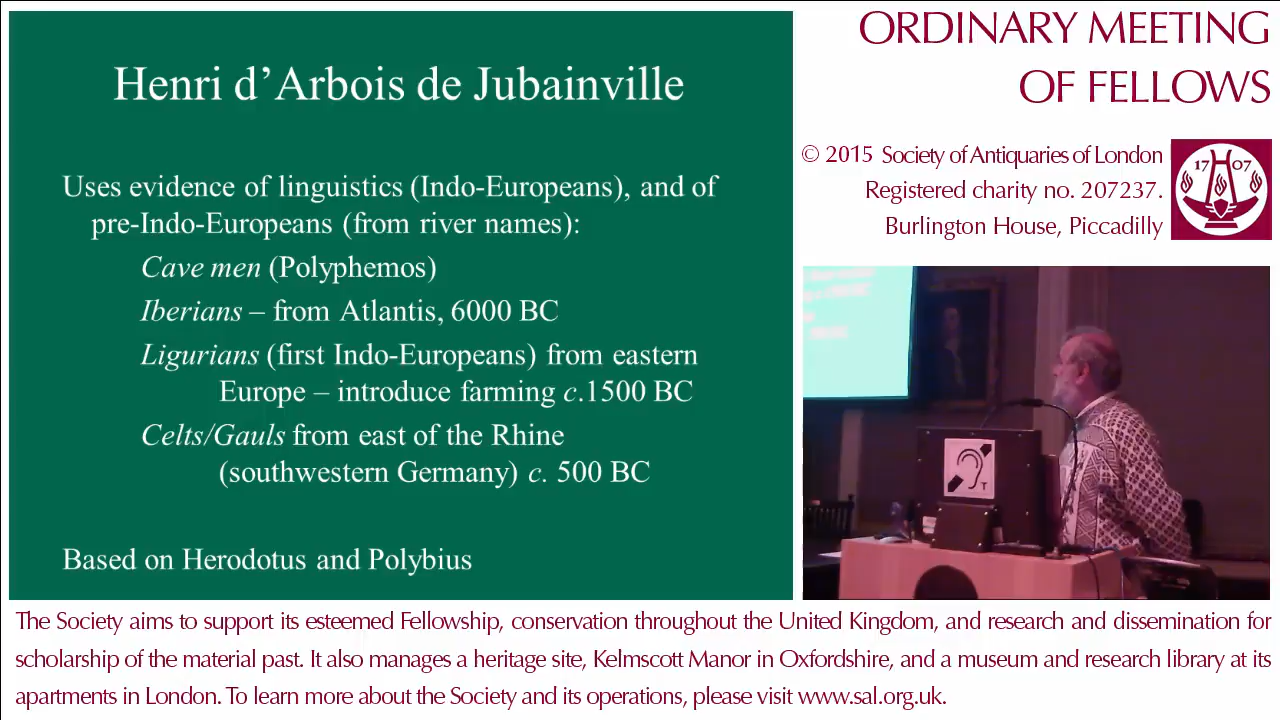 Henri d’Arbois de Jubainville
Uses evidence of linguistics (Indo-Europeans), and of
pre-Indo-Europeans (from river names):
Cave men (Polyphemos)
Iberians – from Atlantis, 6000 BC
Ligurians (first Indo-Europeans) from eastern
Europe – introduce farming c.1500 BC
Celts/Gauls from east of the Rhine
(southwestern Germany) c. 500 BC
Based on Herodotus and Polybius
ORDINARY MEETING
OF FELLOWS
© 2015 Society of Antiquaries of London
Registered charity no. 207237.
Burlington House, Piccadilly
17 07
T
The Society aims to support its esteemed Fellowship, conservation throughout the United Kingdom, and research and dissemination for
scholarship of the material past. It also manages a heritage site, Kelmscott Manor in Oxfordshire, and a museum and research library at its
apartments in London. To learn more about the Society and its operations, please visit www.sal.org.uk.